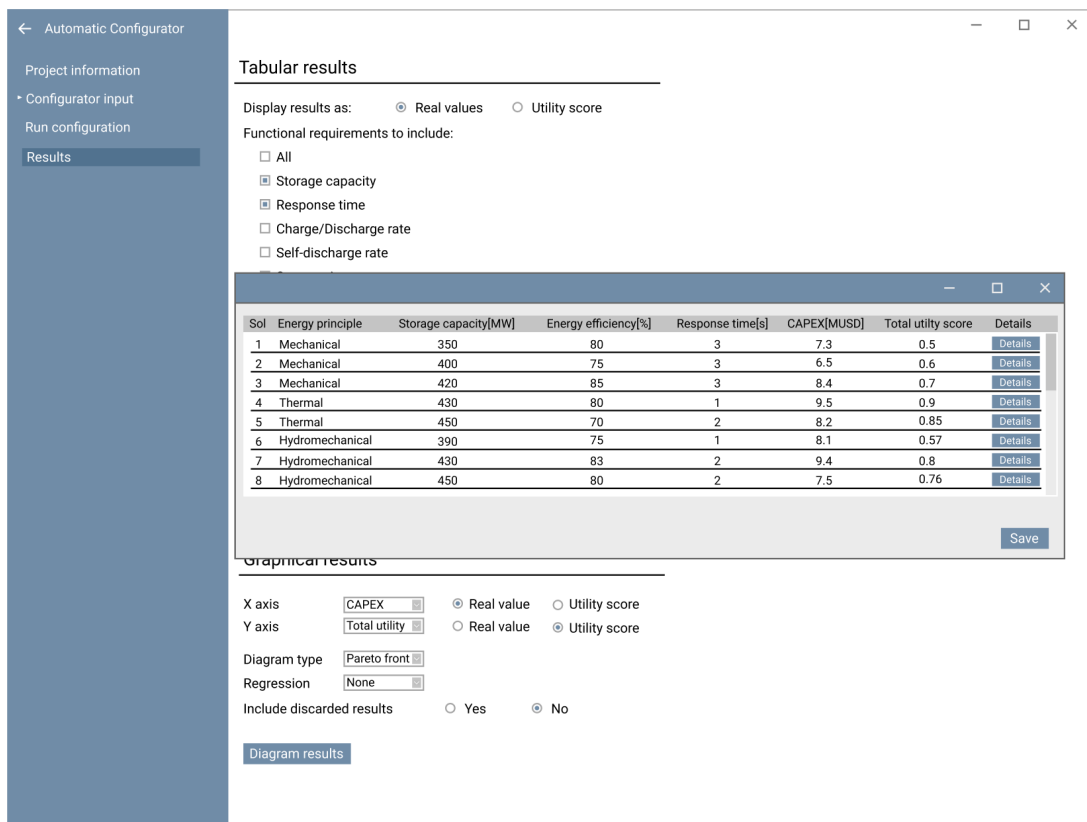 Automatic Configurator
Project information
Configurator input
Run configuration
Results
Tabular results
Display results as: Real values Utility score
Functional requirements to include:
All
Storage capacity
Response time
Charge/Discharge rate
Self-discharge rate
Sol Energy principle Storage capacity[MW] Energy efficiency[%] Response time[s] CAPEX[MUSD] Total utilty score Details
1 Mechanical 350 80 3 7.3 0.5 Details
2 Mechanical 400 75 3 6.5 0.6 Details
3 Mechanical 420 85 3 8.4 0.7 Details
4 Thermal 430 80 1 9.5 0.9 Details
5 Thermal 450 70 2 8.2 0.85 Details
6 Hydromechanical 390 75 1 8.1 0.57 Details
7 Hydromechanical 430 83 2 9.4 0.8 Details
8 Hydromechanical 450 80 2 7.5 0.76 Details
Save
Graphical results
X axis CAPEX Real value Utility score
Y axis Total utility Real value Utility score
Diagram type Pareto front
Regression None
Include discarded results Yes No
Diagram results